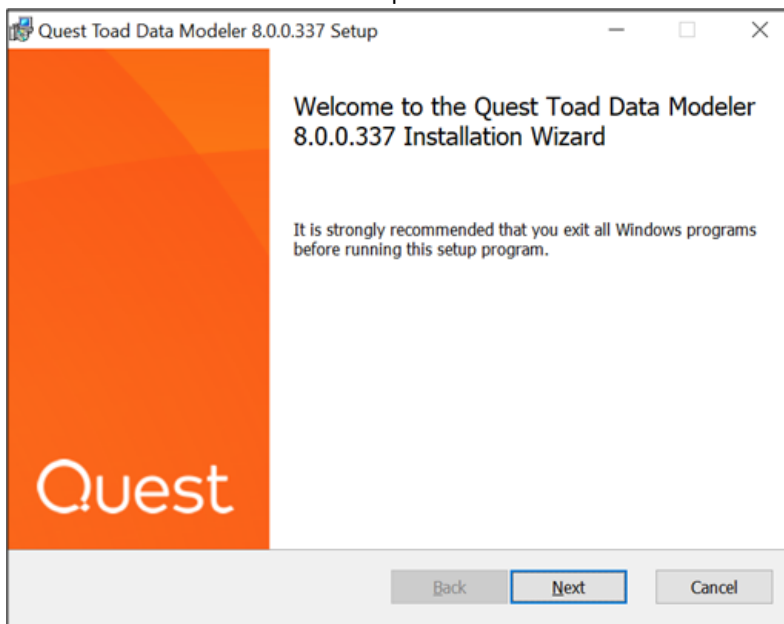 Quest Toad Data Modeler 8.0.0.337 Setup
Welcome to the Quest Toad Data Modeler
8.0.0.337 Installation Wizard
It is strongly recommended that you exit all Windows programs
before running this setup program.
Quest
Back Next Cancel